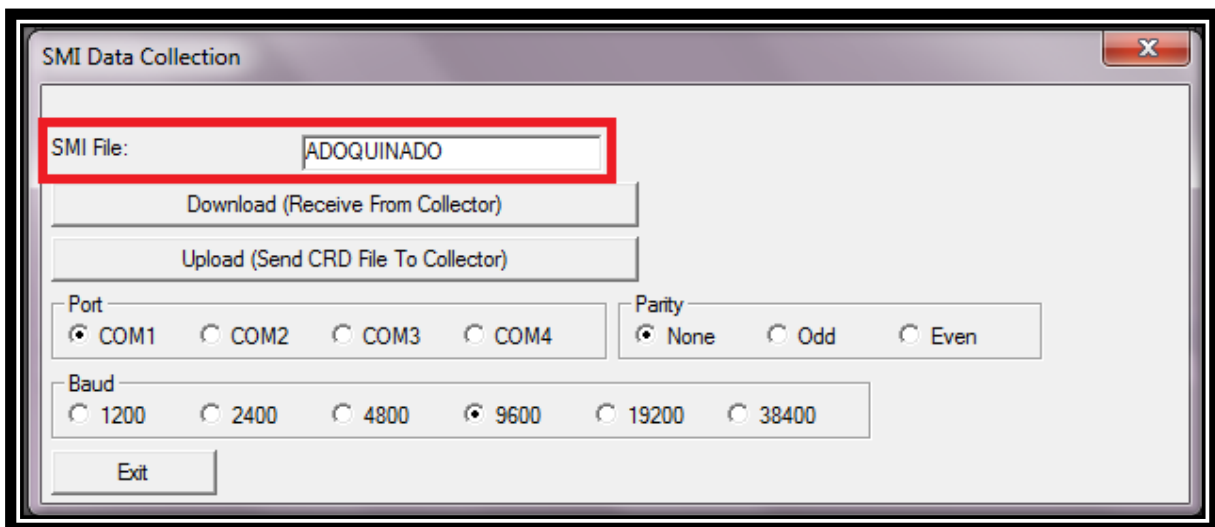 SMI Data Collection
SMI File: ADOQUINADO
Download (Receive From Collector)
Upload (Send CRD File To Collector)
Port Parity
COM1 COM2 COM3 COM4 None Odd Even
Baud
1200 2400 4800 9600 19200 38400
Exit